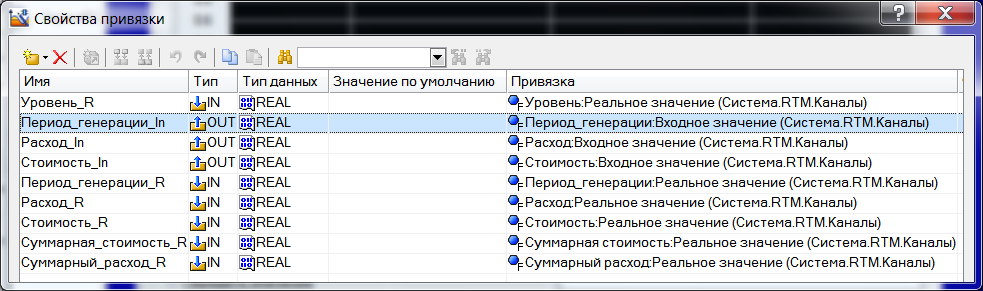 Свойства привязки
Имя Тип Тип данных Значение по умолчанию Привязка
Уровень_R IN REAL Уровень:Реальное значение (Система.RTM.Каналы)
Период_генерации_In OUT REAL Период_генерации:Входное значение (Система.RTM.Каналы)
Расход_In OUT REAL Расход:Входное значение (Система.RTM.Каналы)
Стоимость_In OUT REAL Стоимость:Входное значение (Система.RTM.Каналы)
Период_генерации_R IN REAL Период_генерации:Реальное значение (Система.RTM.Каналы)
Расход_R IN REAL Расход:Реальное значение (Система.RTM.Каналы)
Стоимость_R IN REAL Стоимость:Реальное значение (Система.RTM.Каналы)
Суммарная_стоимость_R IN REAL Суммарная стоимость:Реальное значение (Система.RTM.Каналы)
Суммарный_расход_R IN REAL Суммарный расход:Реальное значение (Система.RTM.Каналы)